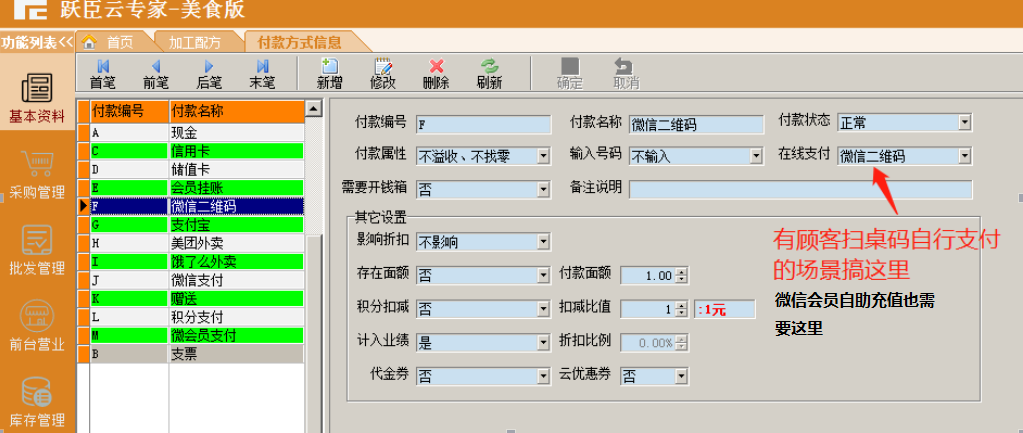 跃臣云专家-美食版
功能列表<< 首页 加工配方 付款方式信息
首笔 前笔 后笔 末笔 新增 修改 删除 刷新 确定 取消
基本资料
采购管理
批发管理
前台营业
库存管理
付款编号 付款名称
A 现金
C 信用卡
D 储值卡
E 会员挂账
F 微信二维码
G 支付宝
H 美团外卖
I 饿了么外卖
J 微信支付
K 赠送
L 积分支付
M 微会员支付
B 支票
付款编号 F 付款名称 微信二维码 付款状态 正常
付款属性 不溢收、不找零 输入号码 不输入 在线支付 微信二维码
需要开钱箱 否 备注说明
其它设置
影响折扣 不影响
存在面额 否 付款面额 1.00
积分扣减 否 扣减比值 1 :1元
计入业绩 是 折扣比例 0.00%
代金券 否 云优惠券 否
有顾客扫桌码自行支付
的场景搞这里
微信会员自助充值也需
要这里